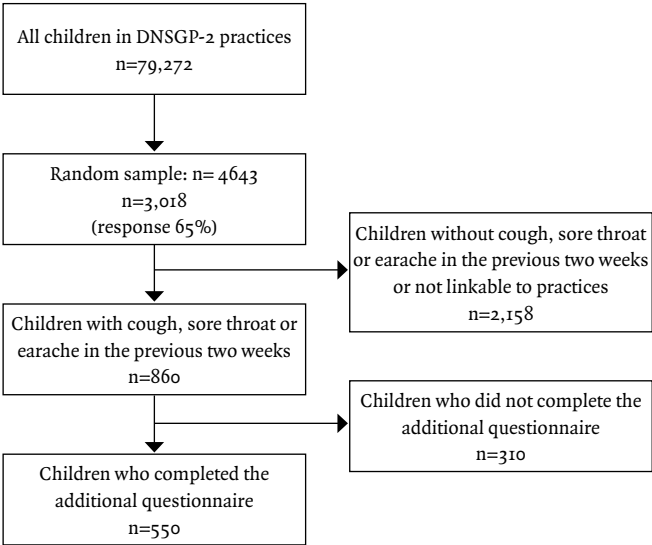 All children in DNSGP-2 practices
n=79,272
Random sample: n= 4643
n=3,018
(response 65%)
Children without cough, sore throat
or earache in the previous two weeks
or not linkable to practices
n=2,158
Children with cough, sore throat or
earache in the previous two weeks
n=860
Children who did not complete the
additional questionnaire
n=310
Children who completed the
additional questionnaire
n=550